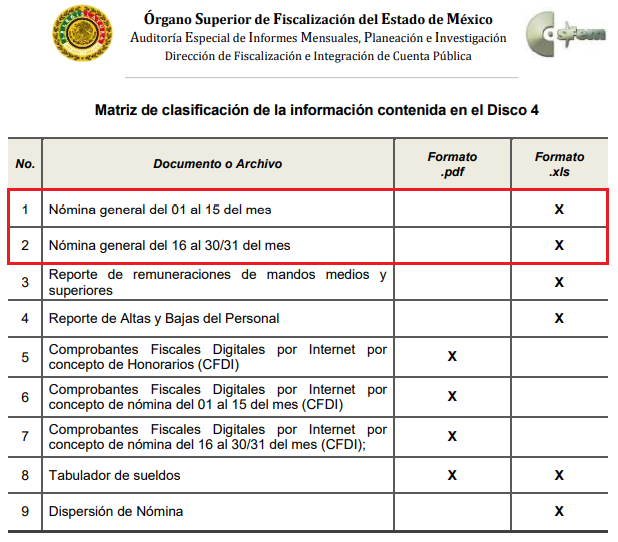 Órgano Superior de Fiscalización del Estado de México
Auditoría Especial de Informes Mensuales, Planeación e Investigación
Dirección de Fiscalización e Integración de Cuenta Pública
osfem
Matriz de clasificación de la información contenida en el Disco 4
No. Documento o Archivo Formato .pdf Formato .xls
1 Nómina general del 01 al 15 del mes X
2 Nómina general del 16 al 30/31 del mes X
3 Reporte de remuneraciones de mandos medios y
superiores X
4 Reporte de Altas y Bajas del Personal X
5 Comprobantes Fiscales Digitales por Internet por
concepto de Honorarios (CFDI) X
6 Comprobantes Fiscales Digitales por Internet por
concepto de nómina del 01 al 15 del mes (CFDI) X
7 Comprobantes Fiscales Digitales por Internet por
concepto de nómina del 16 al 30/31 del mes (CFDI); X
8 Tabulador de sueldos X X
9 Dispersión de Nómina X